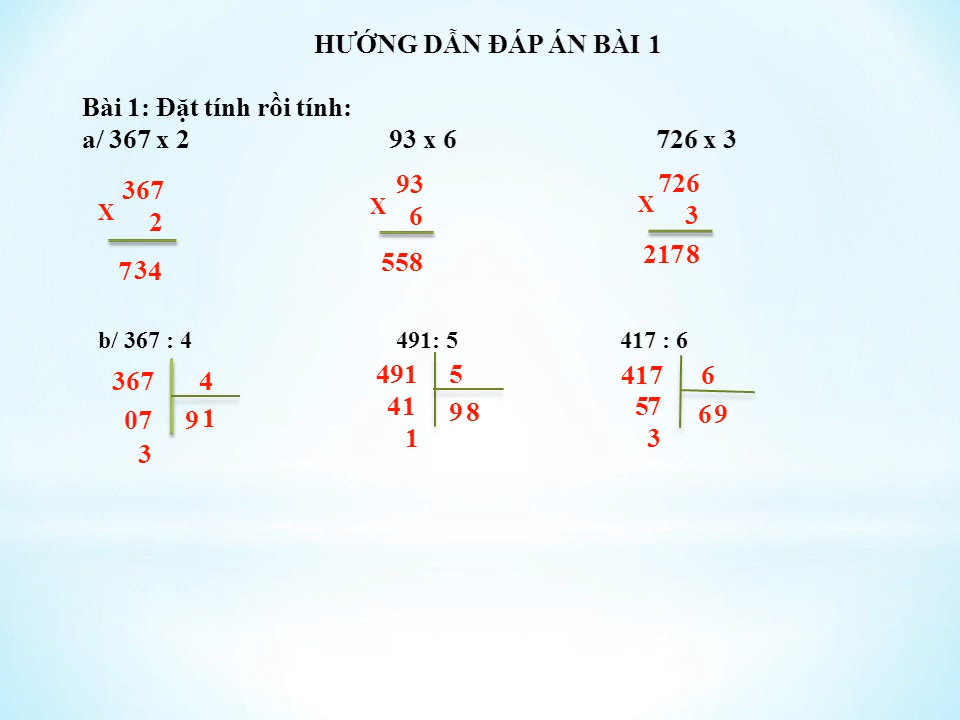 HƯỚNG DẪN ĐÁP ÁN BÀI 1
Bài 1: Đặt tính rồi tính:
a/ 367 x 2 93 x 6 726 x 3
367
X
2
734
93
X
6
558
726
X
3
2178
b/ 367 : 4 491: 5 417 : 6
367 4
07 91
3
491 5
41 98
1
417 6
57 69
3